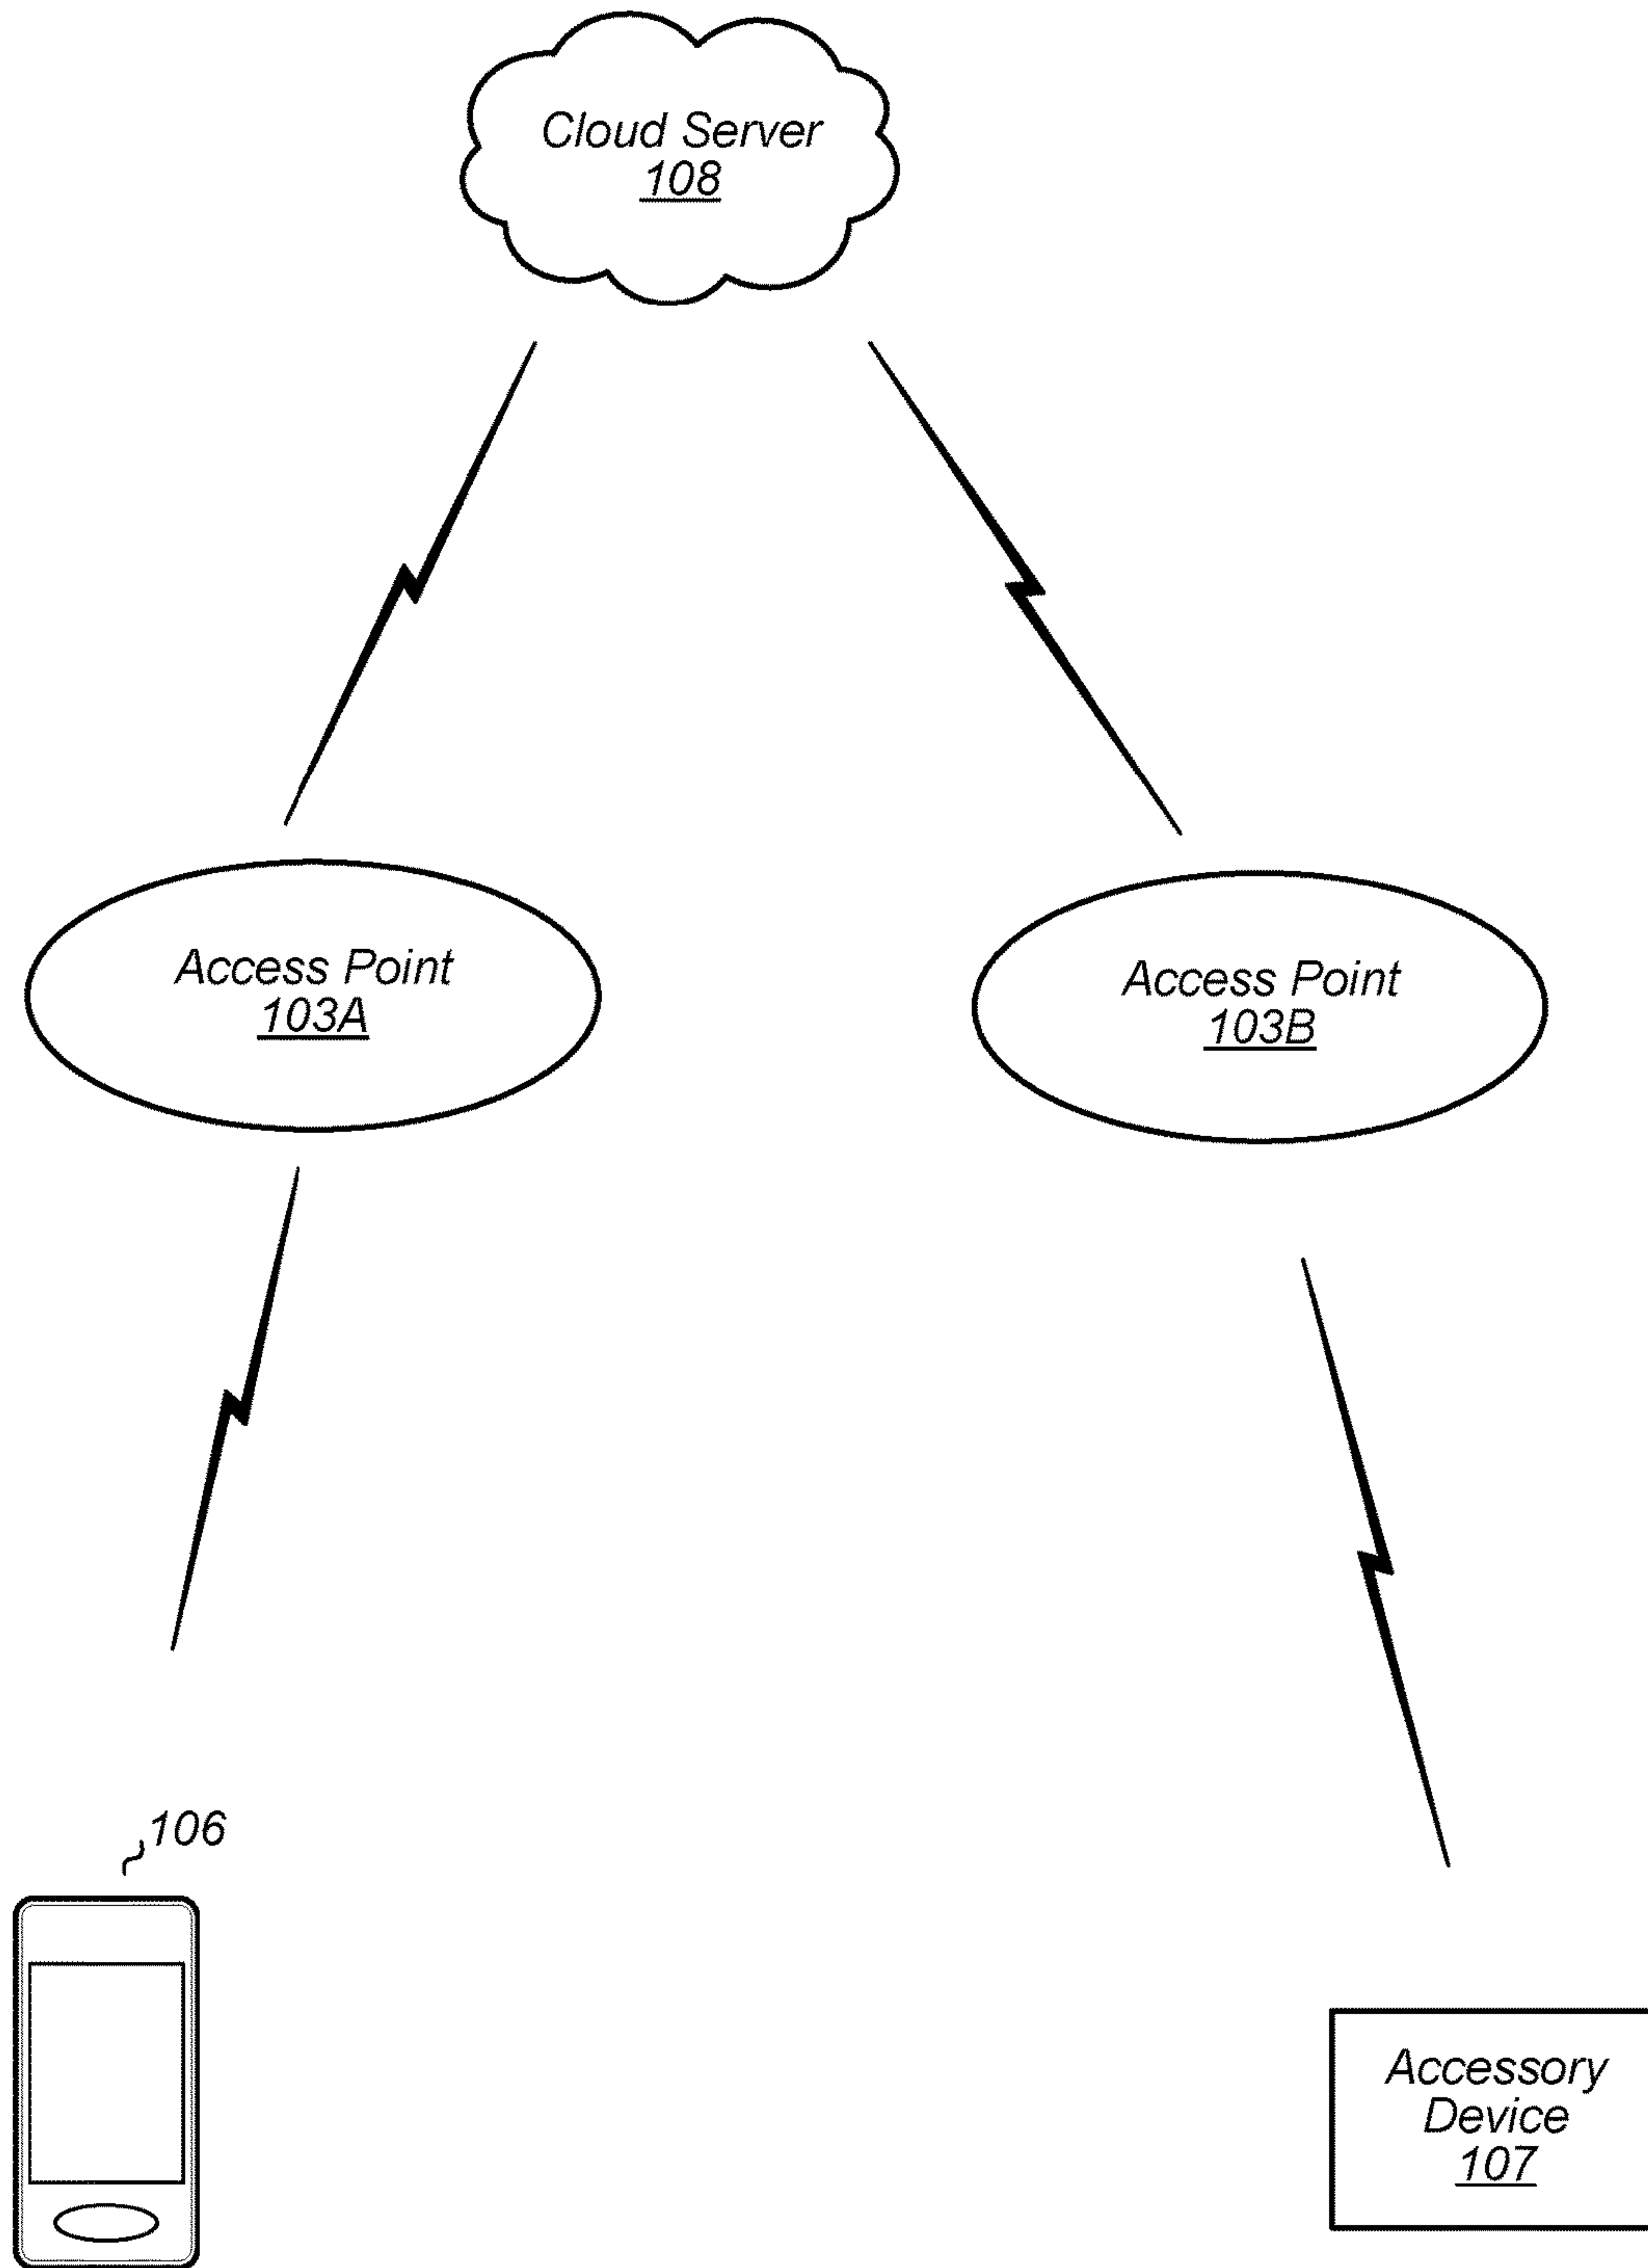 Cloud Server
108
Access Point
103A
Access Point
103B
106
Accessory
Device
107